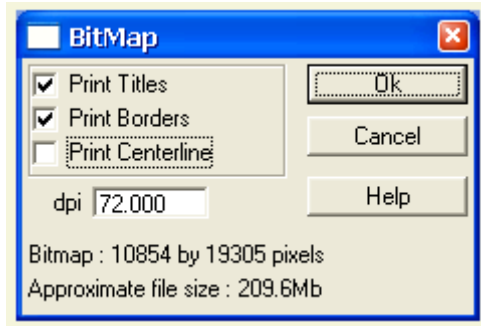 BitMap
Print Titles
Ok
Print Borders
Cancel
Print Centerline
dpi 72.000
Help
Bitmap : 10854 by 19305 pixels
Approximate file size : 209.6Mb